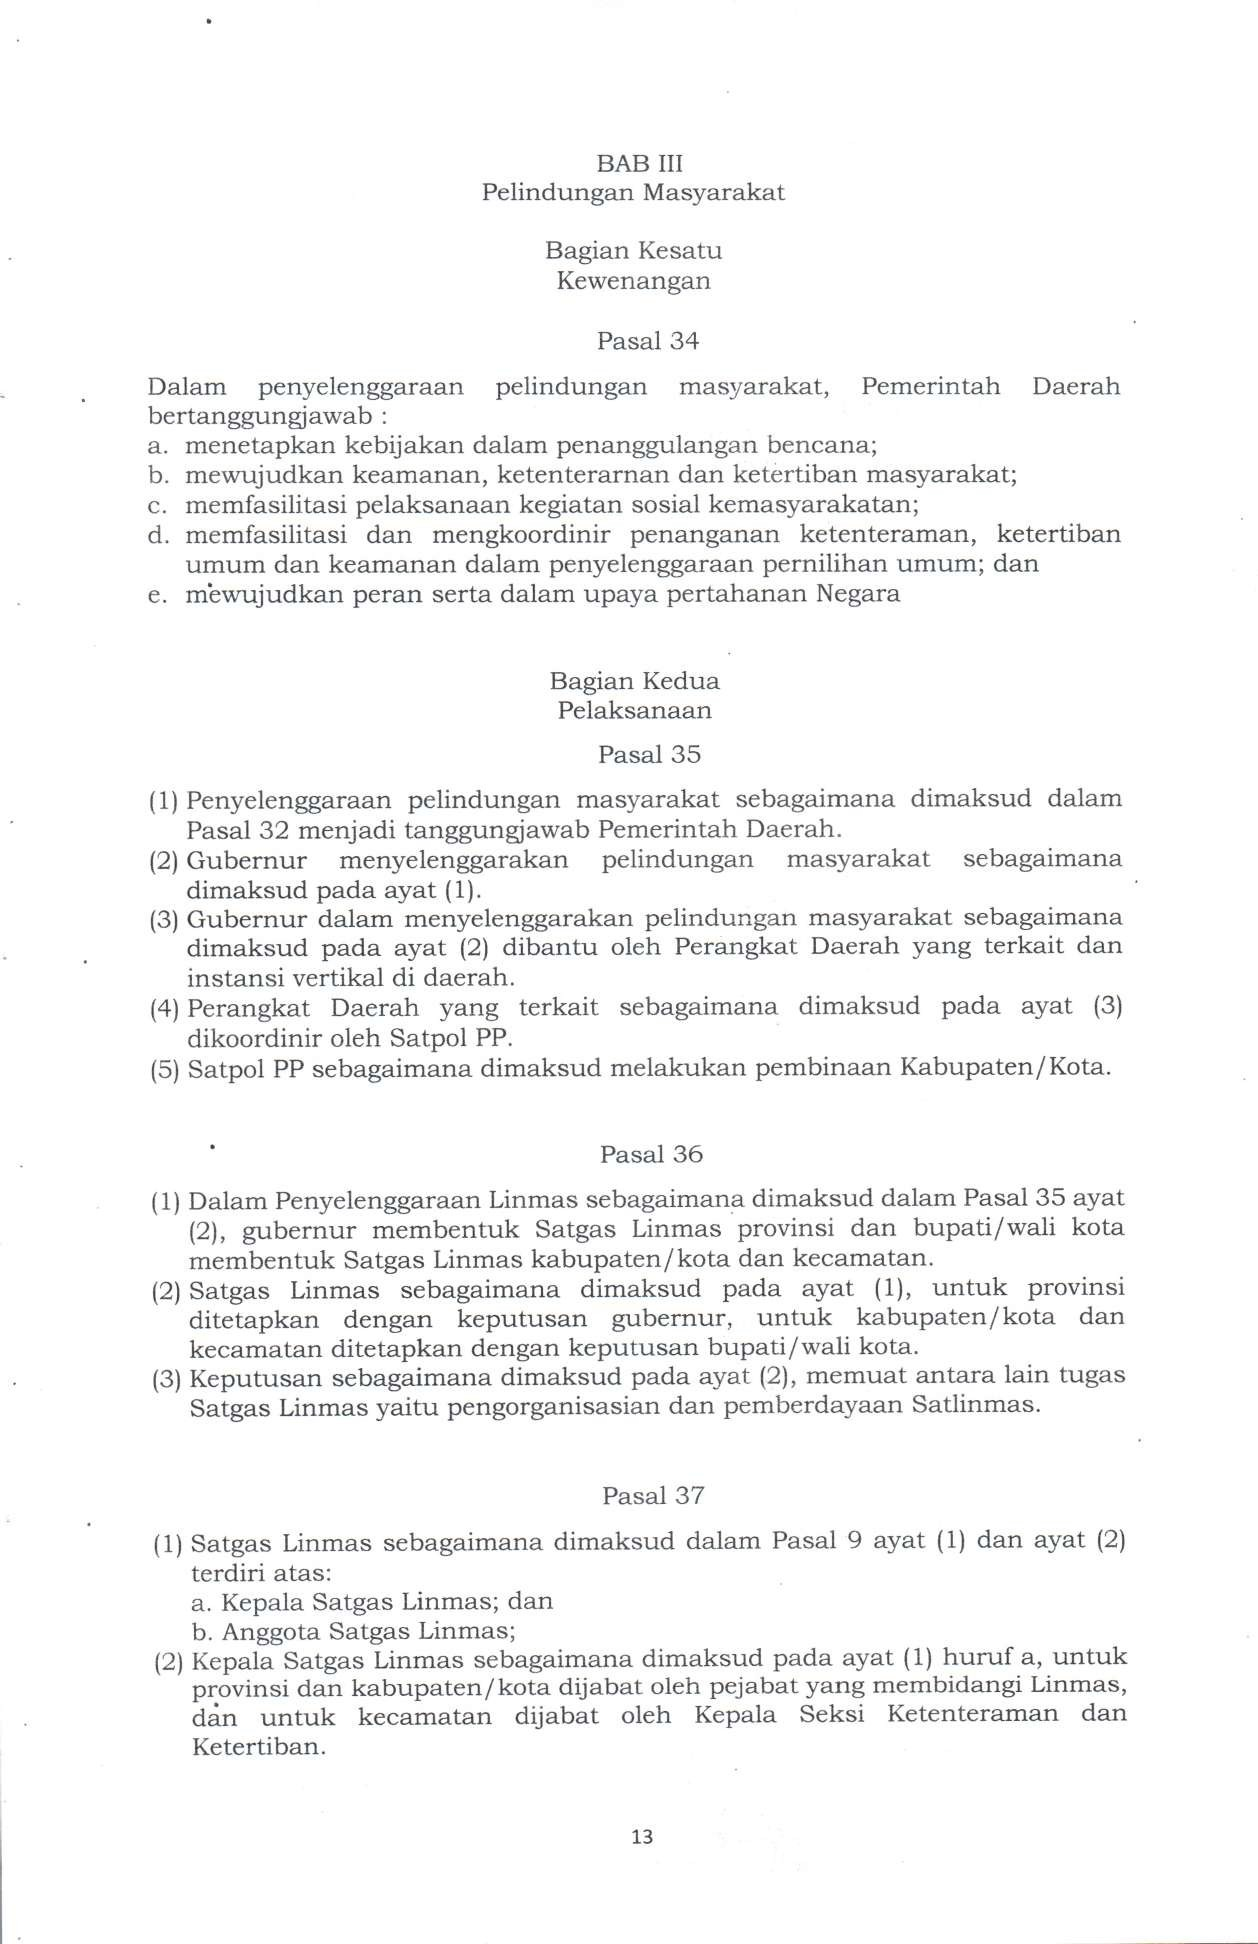 BAB III
Pelindungan Masyarakat
Bagian Kesatu
Kewenangan
Pasal 34
Dalam penyelenggaraan pelindungan masyarakat, Pemerintah Daerah
bertanggungjawab :
a. menetapkan kebijakan dalam penanggulangan bencana;
b. mewujudkan keamanan, ketenterarnan dan ketertiban masyarakat;
c. memfasilitasi pelaksanaan kegiatan sosial kemasyarakatan;
d. memfasilitasi dan mengkoordinir penanganan ketenteraman, ketertiban
umum dan keamanan dalam penyelenggaraan pernilihan umum; dan
e. mewujudkan peran serta dalam upaya pertahanan Negara
Bagian Kedua
Pelaksanaan
Pasal 35
(1) Penyelenggaraan pelindungan masyarakat sebagaimana dimaksud dalam
Pasal 32 menjadi tanggungjawab Pemerintah Daerah.
(2) Gubernur menyelenggarakan pelindungan masyarakat sebagaimana
dimaksud pada ayat (1).
(3) Gubernur dalam menyelenggarakan pelindungan masyarakat sebagaimana
dimaksud pada ayat (2) dibantu oleh Perangkat Daerah yang terkait dan
instansi vertikal di daerah.
(4) Perangkat Daerah yang terkait sebagaimana dimaksud pada ayat (3)
dikoordinir oleh Satpol PP.
(5) Satpol PP sebagaimana dimaksud melakukan pembinaan Kabupaten/Kota.
Pasal 36
(1) Dalam Penyelenggaraan Linmas sebagaimana dimaksud dalam Pasal 35 ayat
(2), gubernur membentuk Satgas Linmas provinsi dan bupati/wali kota
membentuk Satgas Linmas kabupaten/kota dan kecamatan.
(2) Satgas Linmas sebagaimana dimaksud pada ayat (1), untuk provinsi
ditetapkan dengan keputusan gubernur, untuk kabupaten/kota dan
kecamatan ditetapkan dengan keputusan bupati/wali kota.
(3) Keputusan sebagaimana dimaksud pada ayat (2), memuat antara lain tugas
Satgas Linmas yaitu pengorganisasian dan pemberdayaan Satlinmas.
Pasal 37
(1) Satgas Linmas sebagaimana dimaksud dalam Pasal 9 ayat (1) dan ayat (2)
terdiri atas:
a. Kepala Satgas Linmas; dan
b. Anggota Satgas Linmas;
(2) Kepala Satgas Linmas sebagaimana dimaksud pada ayat (1) huruf a, untuk
provinsi dan kabupaten/kota dijabat oleh pejabat yang membidangi Linmas,
dan untuk kecamatan dijabat oleh Kepala Seksi Ketenteraman dan
Ketertiban.
13